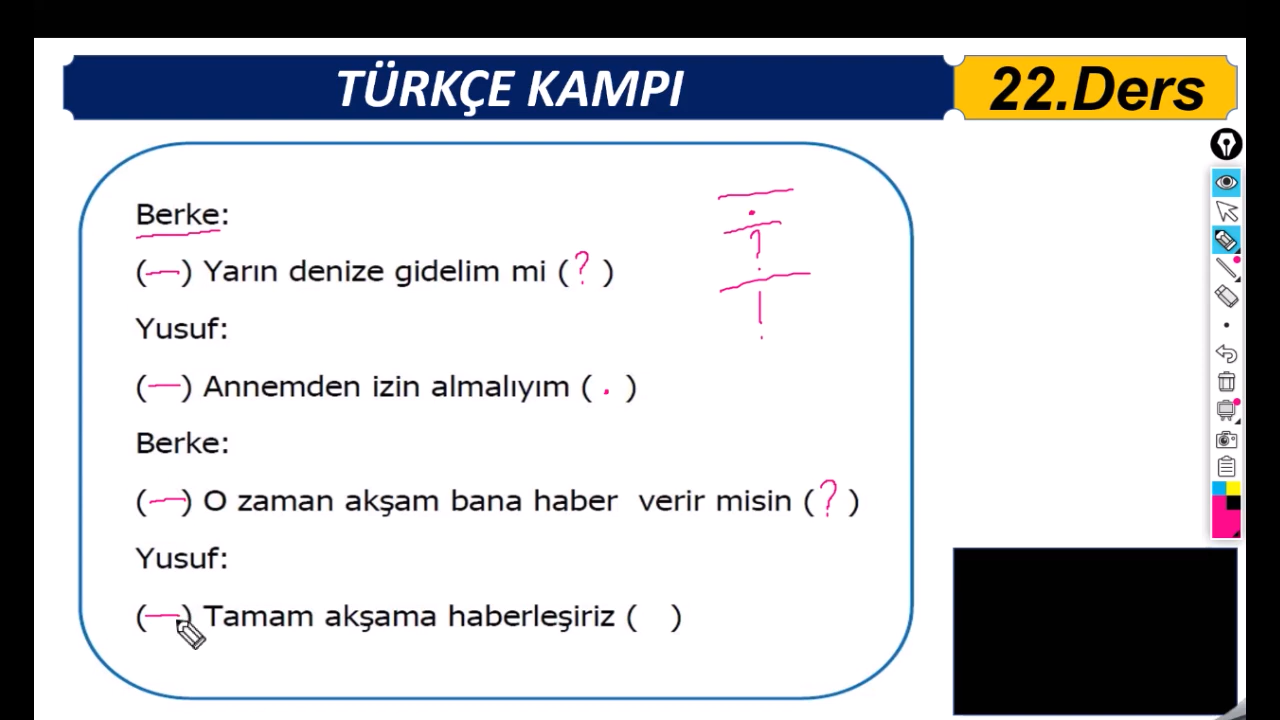 TÜRKÇE KAMPI
22.Ders
Berke:
(—) Yarın denize gidelim mi (? )
Yusuf:
(—) Annemden izin almalıyım ( . )
Berke:
(—) O zaman akşam bana haber verir misin (? )
Yusuf:
(—) Tamam akşama haberleşiriz ( )
.
?
!